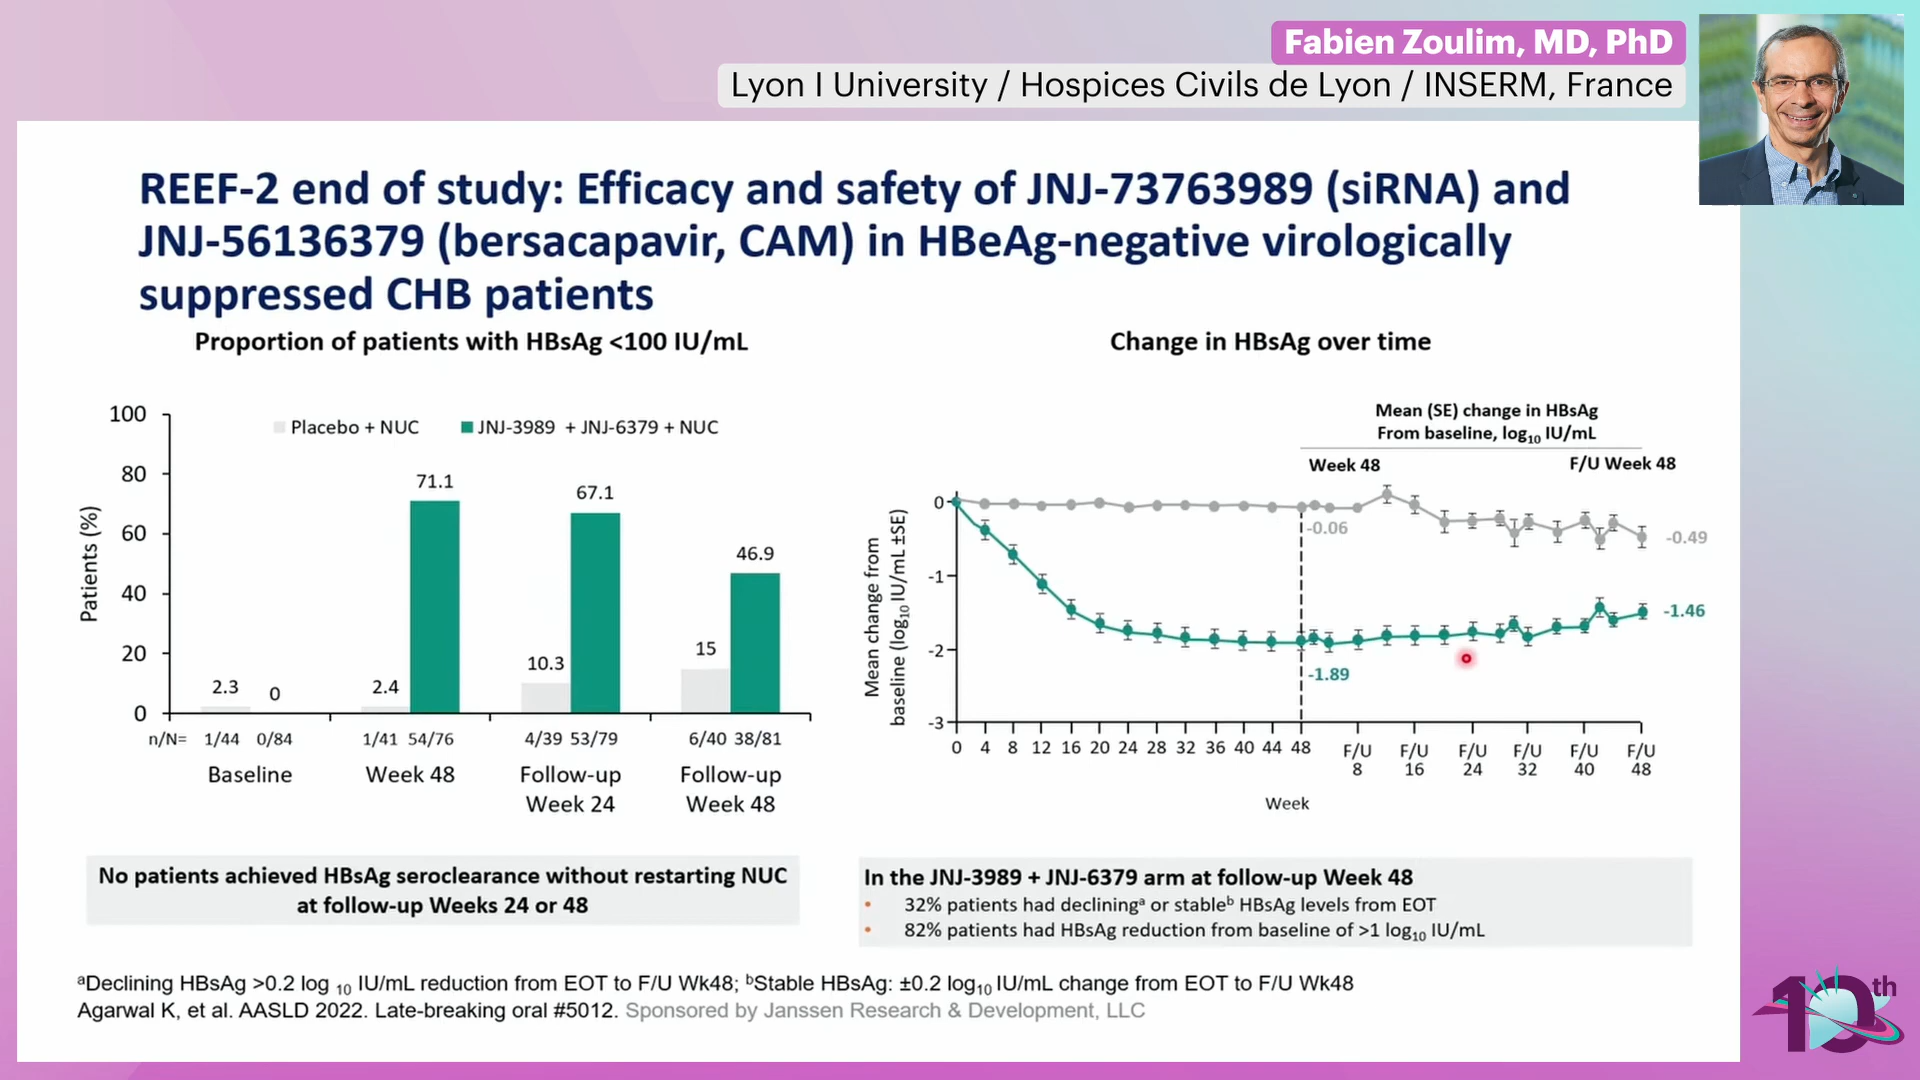 Fabien Zoulim, MD, PhD
Lyon I University / Hospices Civils de Lyon / INSERM, France
REEF-2 end of study: Efficacy and safety of JNJ-73763989 (siRNA) and
JNJ-56136379 (bersacapavir, CAM) in HBeAg-negative virologically
suppressed CHB patients
Proportion of patients with HBsAg <100 IU/mL
Patients (%)
100
80
60
40
20
0
Placebo + NUC
JNJ-3989 + JNJ-6379 + NUC
2.3
0
2.4
71.1
10.3
67.1
15
46.9
n/N= 1/44 0/84 1/41 54/76 4/39 53/79 6/40 38/81
Baseline
Week 48
Follow-up
Week 24
Follow-up
Week 48
No patients achieved HBsAg seroclearance without restarting NUC
at follow-up Weeks 24 or 48
Change in HBsAg over time
Mean (SE) change in HBsAg
From baseline, log10 IU/mL
Week 48
F/U Week 48
Mean change from
baseline (log10 IU/mL ±SE)
0
-1
-2
-3
-0.06
-0.49
-1.46
-1.89
0 4 8 12 16 20 24 28 32 36 40 44 48
F/U
8
F/U
16
F/U
24
F/U
32
F/U
40
F/U
48
Week
In the JNJ-3989 + JNJ-6379 arm at follow-up Week 48
• 32% patients had decliningᵃ or stableᵇ HBsAg levels from EOT
• 82% patients had HBsAg reduction from baseline of >1 log10 IU/mL
ᵃDeclining HBsAg >0.2 log 10 IU/mL reduction from EOT to F/U Wk48; ᵇStable HBsAg: ±0.2 log10 IU/mL change from EOT to F/U Wk48
Agarwal K, et al. AASLD 2022. Late-breaking oral #5012. Sponsored by Janssen Research & Development, LLC
10th